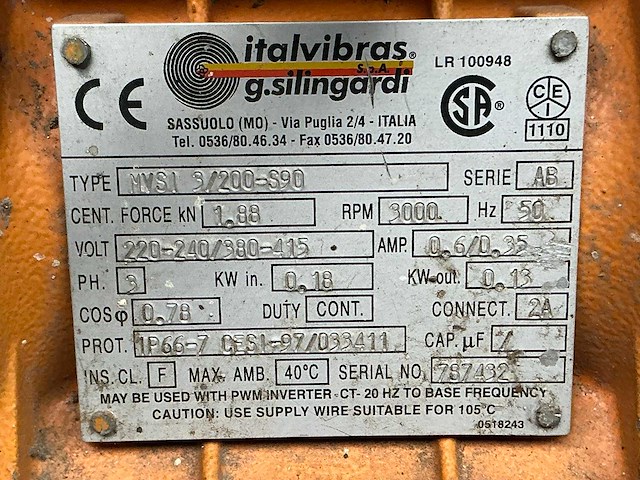 italvibras® S.p.A.
g.silingardi
LR 100948
CE
SASSUOLO (MO) - Via Puglia 2/4 - ITALIA
Tel. 0536/80.46.34 - Fax 0536/80.47.20
CSA
CEI
1110
TYPE MVSI 3/200-S90 SERIE AB
CENT. FORCE kN 1.88 RPM 3000 Hz 50
VOLT 220-240/380-415 AMP. 0.6/0.35
PH. 3 KW in. 0.18 KW out. 0.13
COSφ 0.78 DUTY CONT. CONNECT. 2A
PROT. IP66-7 CESI-97/033411 CAP. µF /
INS. CL. F MAX. AMB. 40°C SERIAL NO. 787432
MAY BE USED WITH PWM INVERTER -CT- 20 HZ TO BASE FREQUENCY
CAUTION: USE SUPPLY WIRE SUITABLE FOR 105°C
0518243